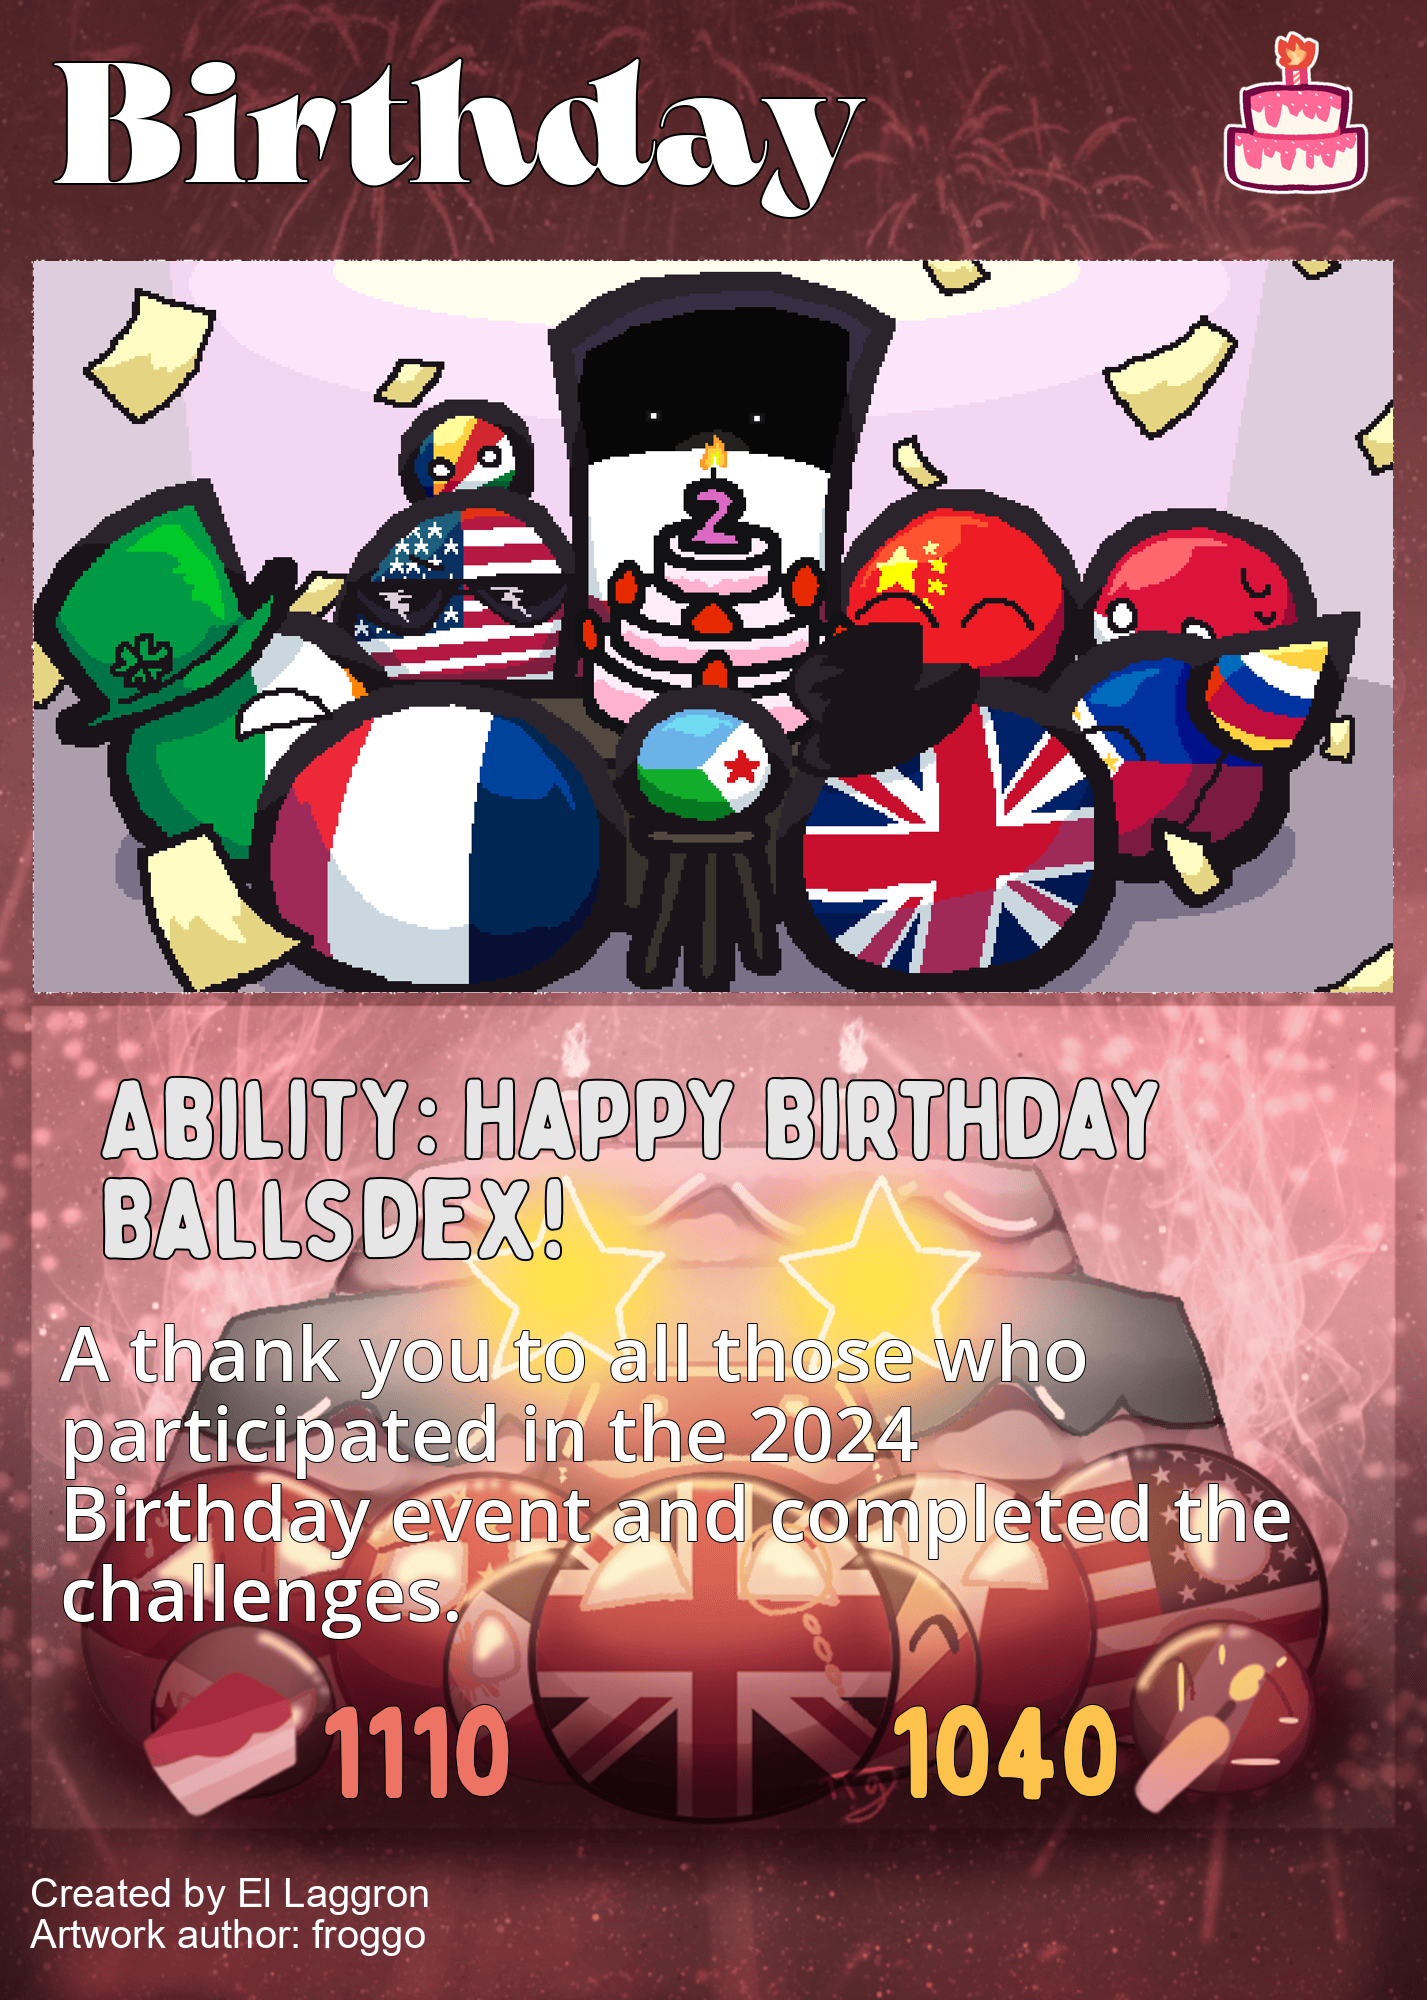 Birthday
2
ABILITY: HAPPY BIRTHDAY
BALLSDEX!
A thank you to all those who
participated in the 2024
Birthday event and completed the
challenges.
1110
1040
Created by El Laggron
Artwork author: froggo